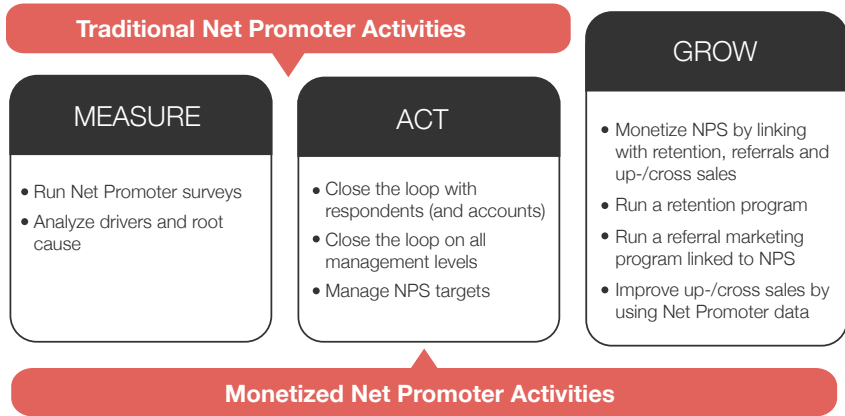 Traditional Net Promoter Activities
MEASURE
• Run Net Promoter surveys
• Analyze drivers and root
cause
ACT
• Close the loop with
respondents (and accounts)
• Close the loop on all
management levels
• Manage NPS targets
GROW
• Monetize NPS by linking
with retention, referrals and
up-/cross sales
• Run a retention program
• Run a referral marketing
program linked to NPS
• Improve up-/cross sales by
using Net Promoter data
Monetized Net Promoter Activities